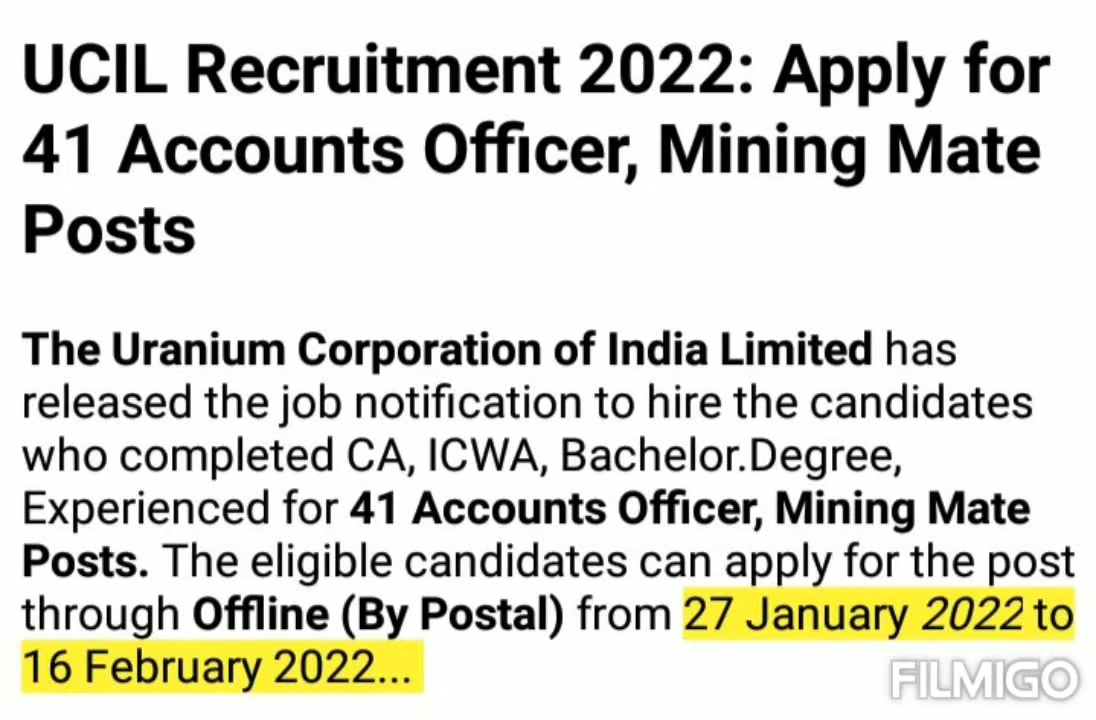 UCIL Recruitment 2022: Apply for
41 Accounts Officer, Mining Mate
Posts
The Uranium Corporation of India Limited has
released the job notification to hire the candidates
who completed CA, ICWA, Bachelor.Degree,
Experienced for 41 Accounts Officer, Mining Mate
Posts. The eligible candidates can apply for the post
through Offline (By Postal) from 27 January 2022 to
16 February 2022...
FILMIGO